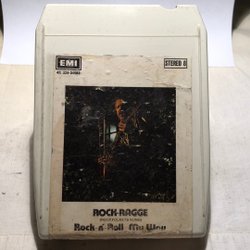 EMI
STEREO 8
ROCK-RAGGE
Rock n' Roll My Way